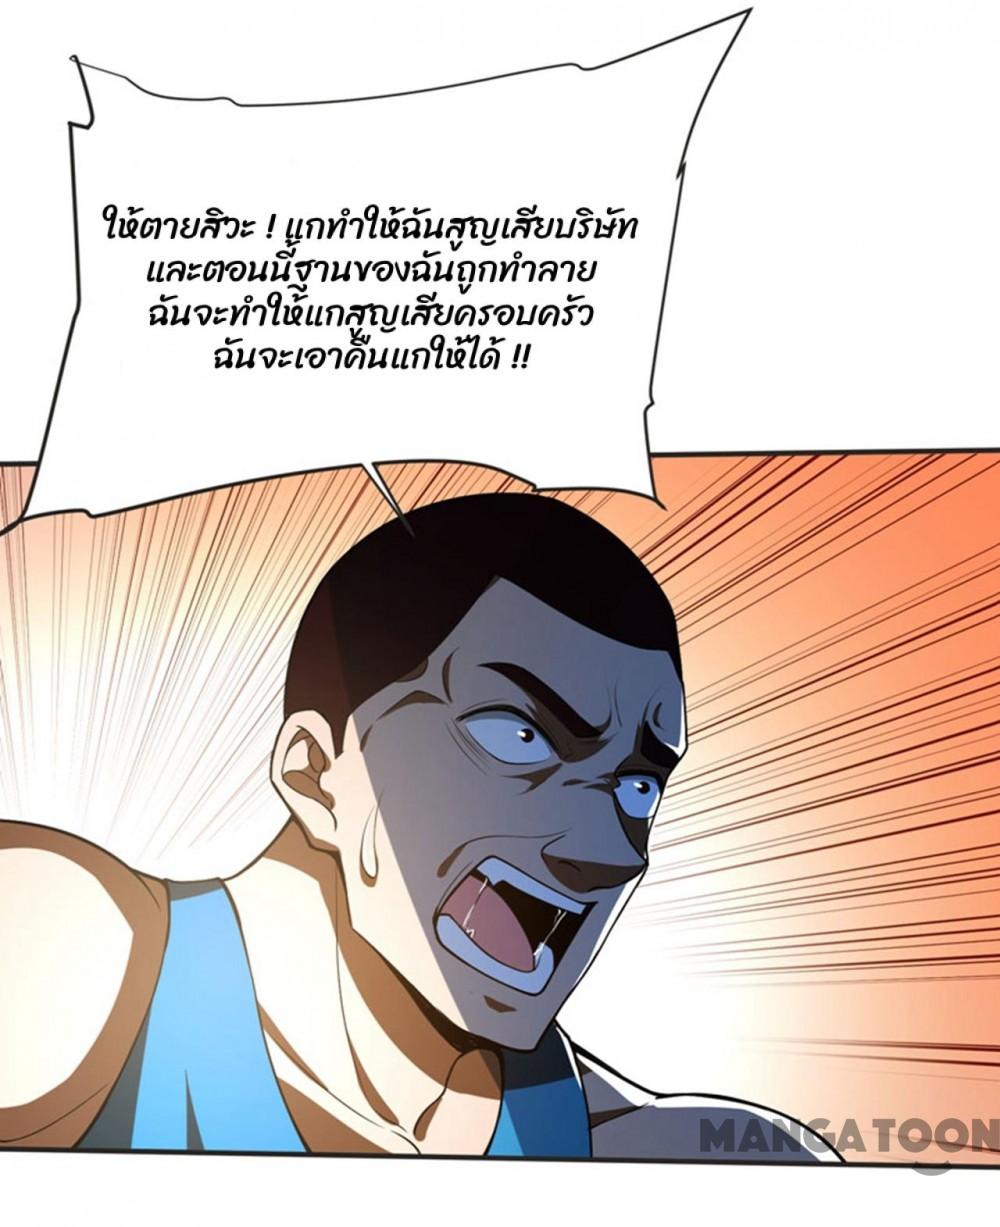 ให้ตายสิวะ ! แกทำให้ฉันสูญเสียบริษัท
และตอนนี้ฐานของฉันถูกทำลาย
ฉันจะทำให้แกสูญเสียครอบครัว
ฉันจะเอาคืนแกให้ได้ !!
MANGATOON